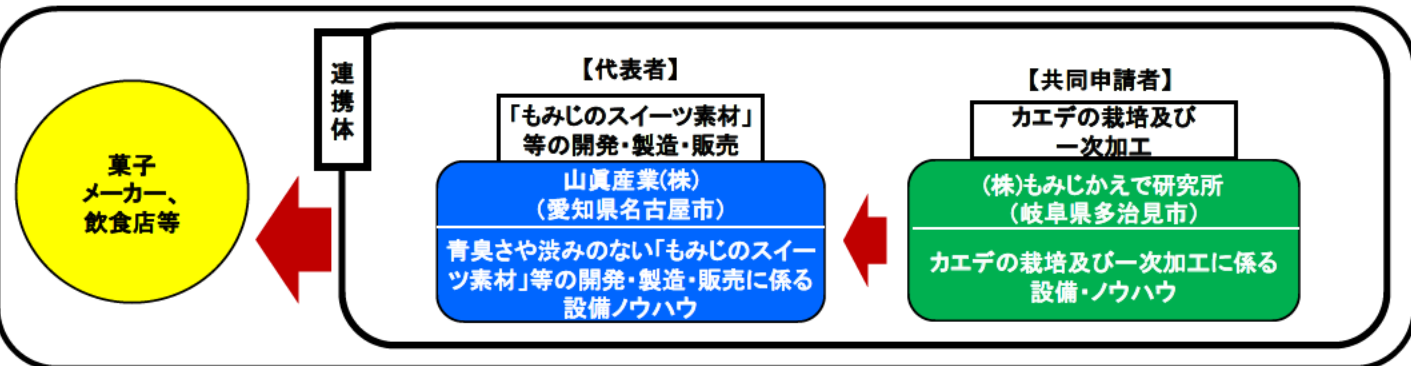 連携体
菓子
メーカー、
飲食店等
【代表者】
「もみじのスイーツ素材」
等の開発・製造・販売
山眞産業(株)
(愛知県名古屋市)
青臭さや渋みのない「もみじのスイー
ツ素材」等の開発・製造・販売に係る
設備ノウハウ
【共同申請者】
カエデの栽培及び
一次加工
(株)もみじかえで研究所
(岐阜県多治見市)
カエデの栽培及び一次加工に係る
設備・ノウハウ